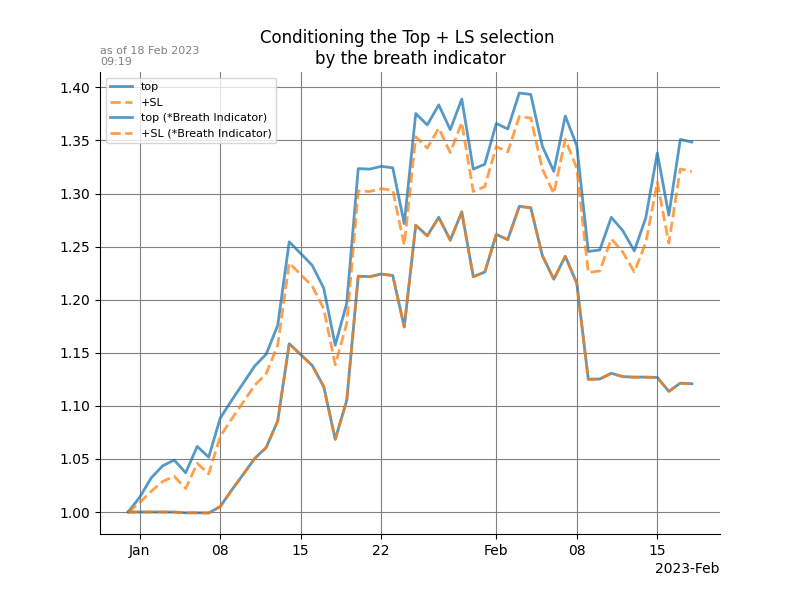 Conditioning the Top + LS selection
by the breath indicator
as of 18 Feb 2023
09:19
top
+SL
top (*Breath Indicator)
+SL (*Breath Indicator)
1.40
1.35
1.30
1.25
1.20
1.15
1.10
1.05
1.00
Jan 08 15 22 Feb 08 15
2023-Feb